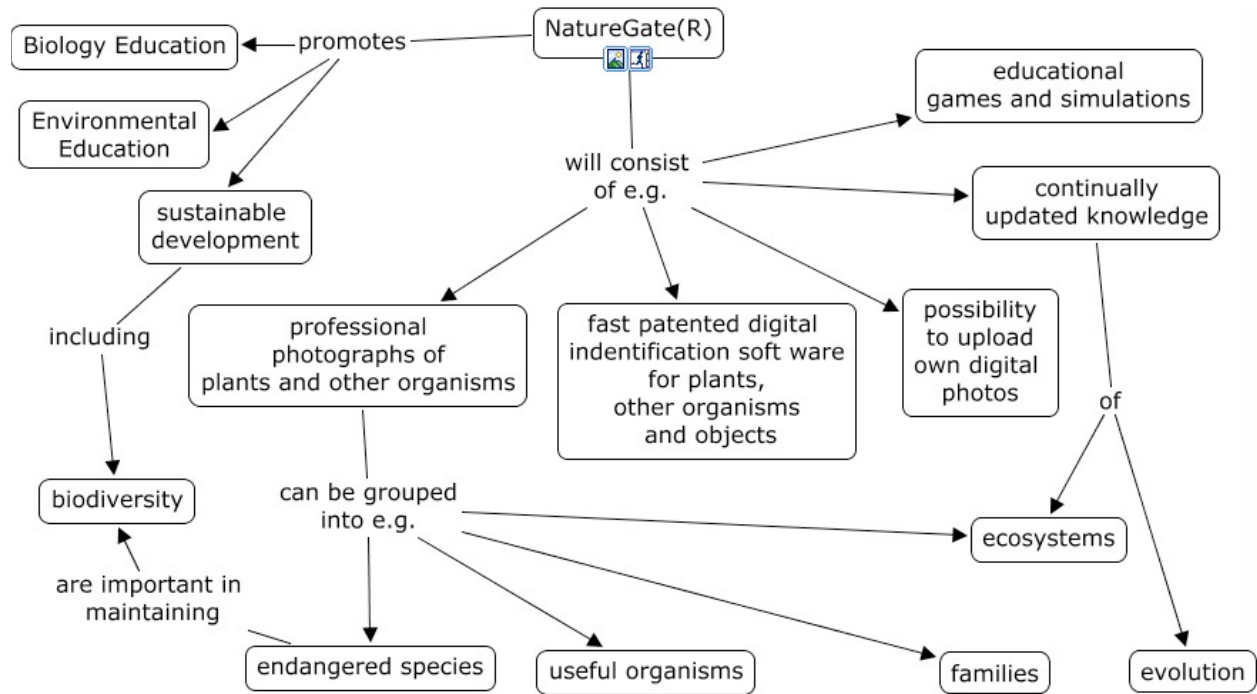 NatureGate(R)
promotes
Biology Education
Environmental
Education
sustainable
development
including
biodiversity
will consist
of e.g.
educational
games and simulations
continually
updated knowledge
possibility
to upload
own digital
photos
fast patented digital
indentification soft ware
for plants,
other organisms
and objects
professional
photographs of
plants and other organisms
of
can be grouped
into e.g.
ecosystems
evolution
families
useful organisms
endangered species
are important in
maintaining